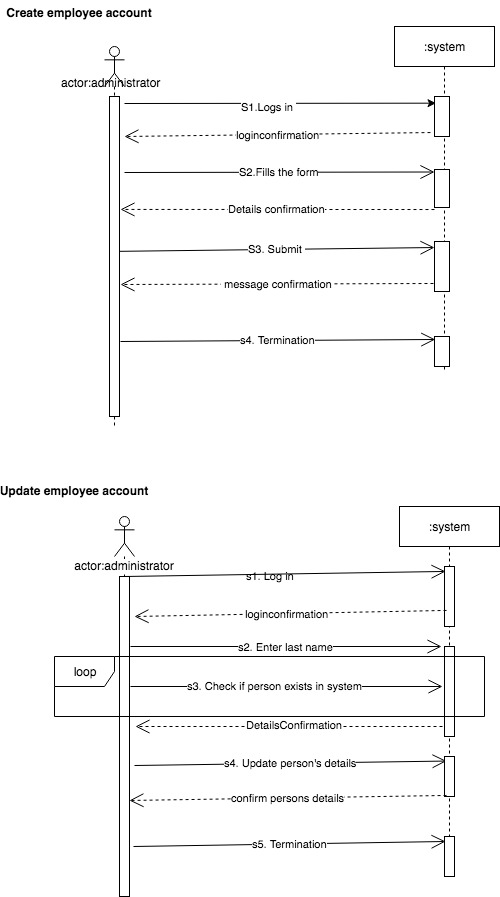 Create employee account
:system
actor:administrator
S1.Logs in
loginconfirmation
S2.Fills the form
Details confirmation
S3. Submit
message confirmation
s4. Termination
Update employee account
:system
actor:administrator
s1. Log in
loginconfirmation
s2. Enter last name
loop
s3. Check if person exists in system
DetailsConfirmation
s4. Update person's details
confirm persons details
s5. Termination